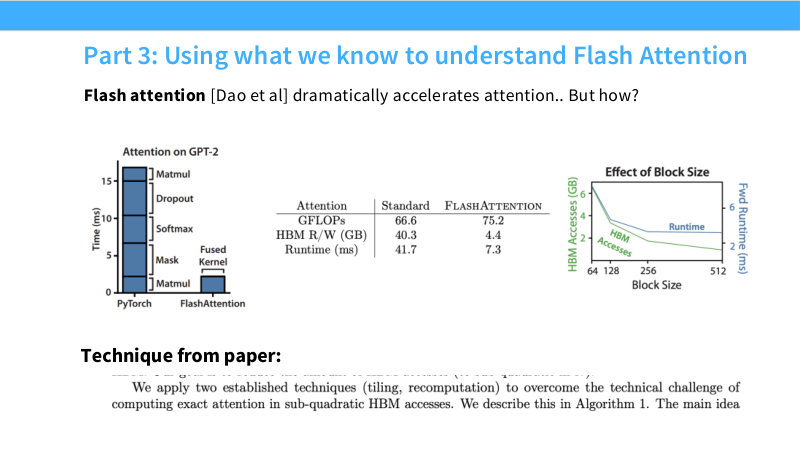 Part 3: Using what we know to understand Flash Attention
Flash attention [Dao et al] dramatically accelerates attention.. But how?
Attention on GPT-2
Time (ms)
15
10
5
0
Matmul
Dropout
Softmax
Mask
Matmul
Fused
Kernel
PyTorch
FlashAttention
Attention Standard FLASHATTENTION
GFLOPs 66.6 75.2
HBM R/W (GB) 40.3 4.4
Runtime (ms) 41.7 7.3
Effect of Block Size
HBM Accesses (GB)
6
4
2
Runtime
HBM
Accesses
6
2
Fwd Runtime (ms)
64 128 256 512
Block Size
Technique from paper:
We apply two established techniques (tiling, recomputation) to overcome the technical challenge of
computing exact attention in sub-quadratic HBM accesses. We describe this in Algorithm 1. The main idea